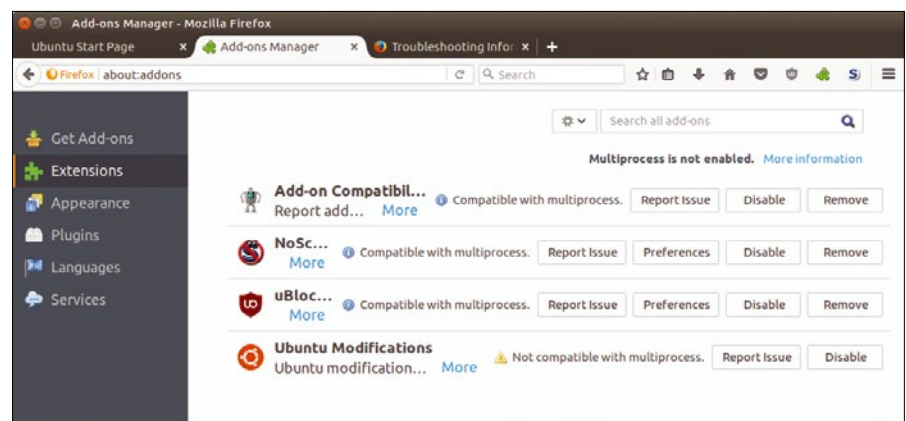 Add-ons Manager - Mozilla Firefox
Ubuntu Start Page × Add-ons Manager × Troubleshooting Infor × +
Firefox about:addons Search
Search all add-ons
Get Add-ons
Extensions
Appearance
Plugins
Languages
Services
Multiprocess is not enabled. More information
Add-on Compatibil... Compatible with multiprocess. Report Issue Disable Remove
Report add... More
NoSc... Compatible with multiprocess. Report Issue Preferences Disable Remove
More
uBloc... Compatible with multiprocess. Report Issue Preferences Disable Remove
More
Ubuntu Modifications Not compatible with multiprocess. Report Issue Disable
Ubuntu modification... More